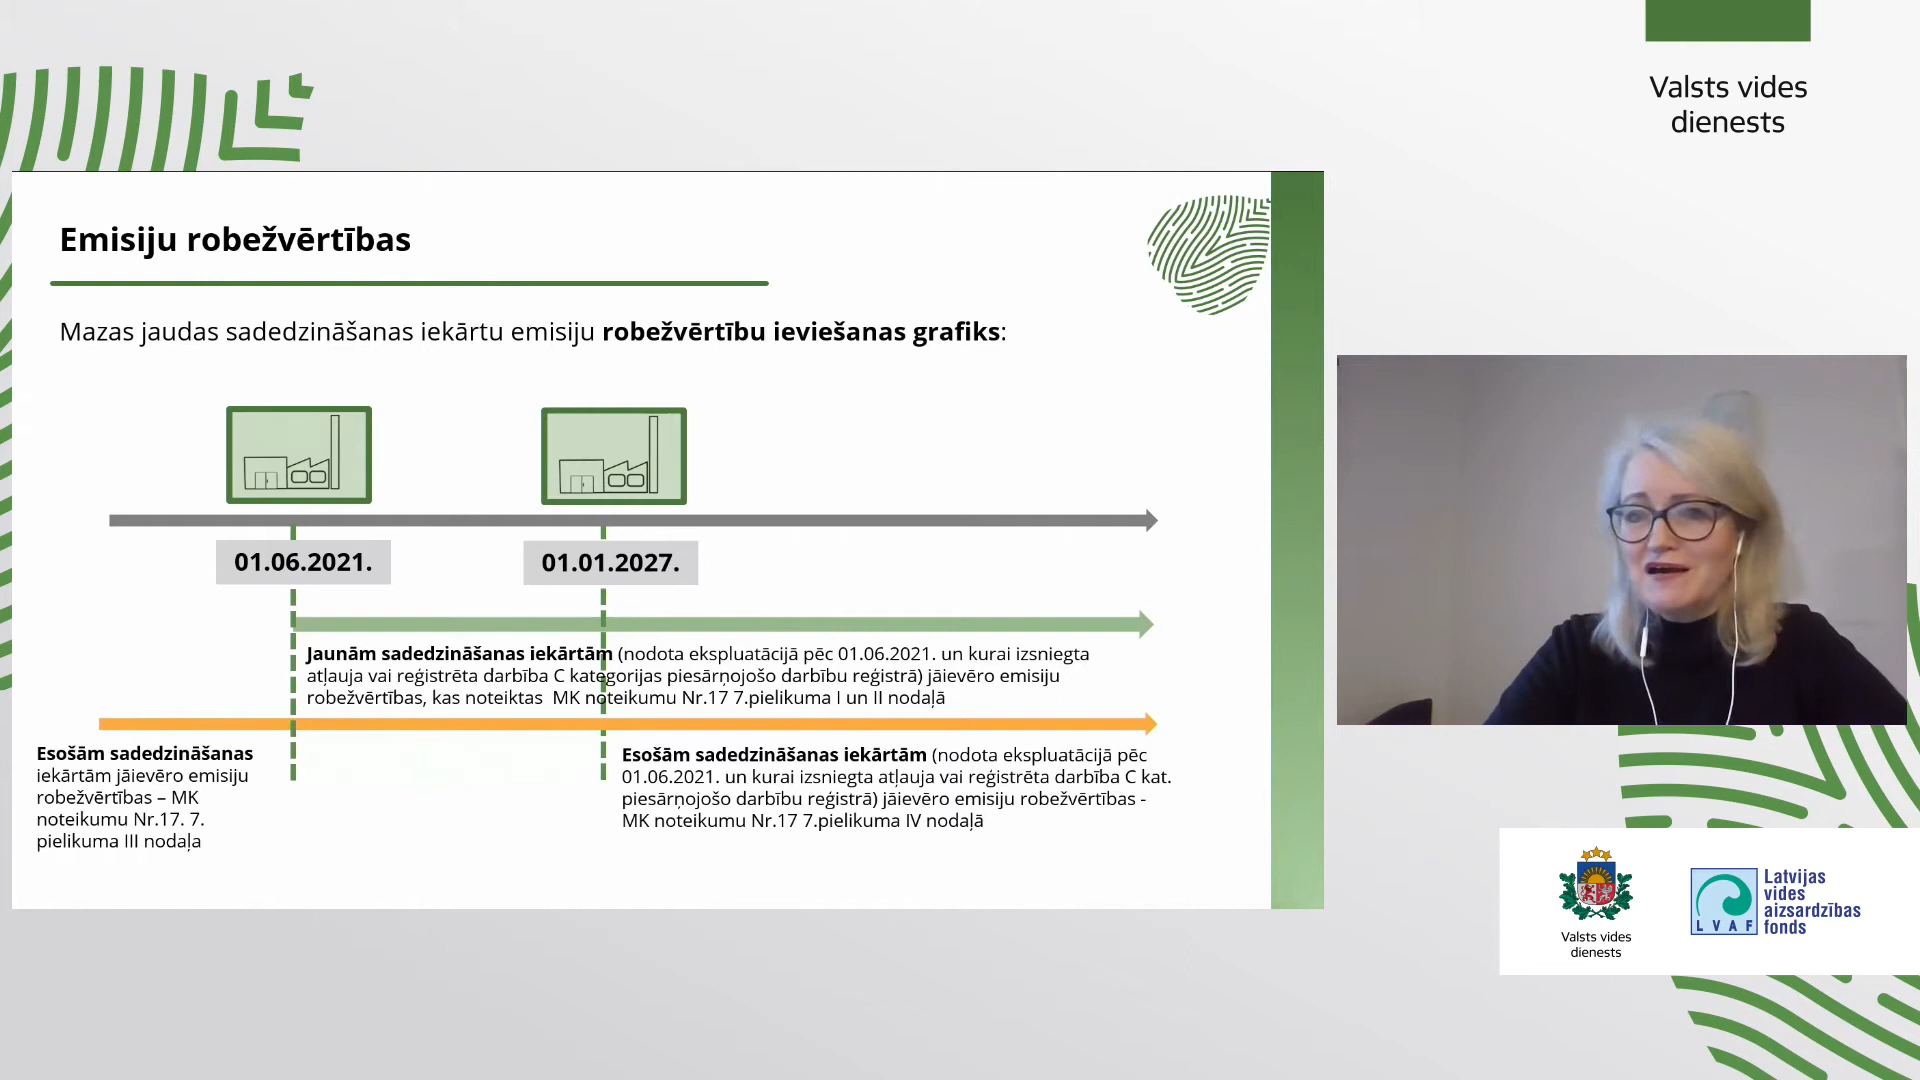 Valsts vides
dienests
Emisiju robežvērtības
Mazas jaudas sadedzināšanas iekārtu emisiju robežvērtību ieviešanas grafiks:
01.06.2021.
01.01.2027.
Jaunām sadedzināšanas iekārtām (nodota ekspluatācijā pēc 01.06.2021. un kurai izsniegta
atļauja vai reģistrēta darbība C kategorijas piesārņojošo darbību reģistrā) jāievēro emisiju
robežvērtības, kas noteiktas MK noteikumu Nr.17 7.pielikuma I un II nodaļā
Esošām sadedzināšanas
iekārtām jāievēro emisiju
robežvērtības – MK
noteikumu Nr.17. 7.
pielikuma III nodaļa
Esošām sadedzināšanas iekārtām (nodota ekspluatācijā pēc
01.06.2021. un kurai izsniegta atļauja vai reģistrēta darbība C kat.
piesārņojošo darbību reģistrā) jāievēro emisiju robežvērtības -
MK noteikumu Nr.17 7.pielikuma IV nodaļā
Valsts vides
dienests
LVAF
Latvijas
vides
aizsardzības
fonds